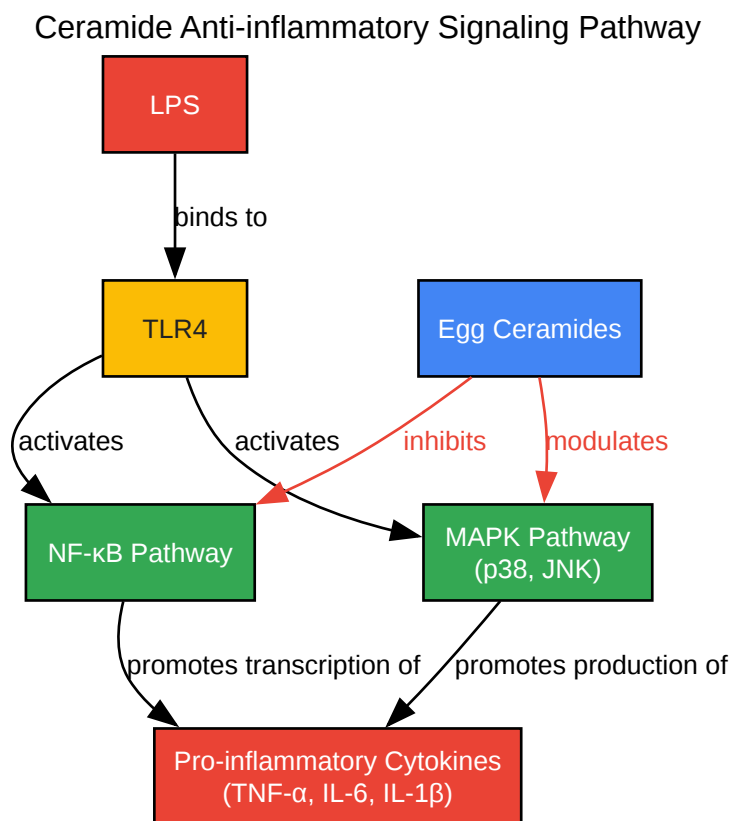 Ceramide Anti-inflammatory Signaling Pathway
LPS
binds to
TLR4
Egg Ceramides
activates
activates
inhibits
modulates
NF-κB Pathway
MAPK Pathway
(p38, JNK)
promotes transcription of
promotes production of
Pro-inflammatory Cytokines
(TNF-α, IL-6, IL-1β)